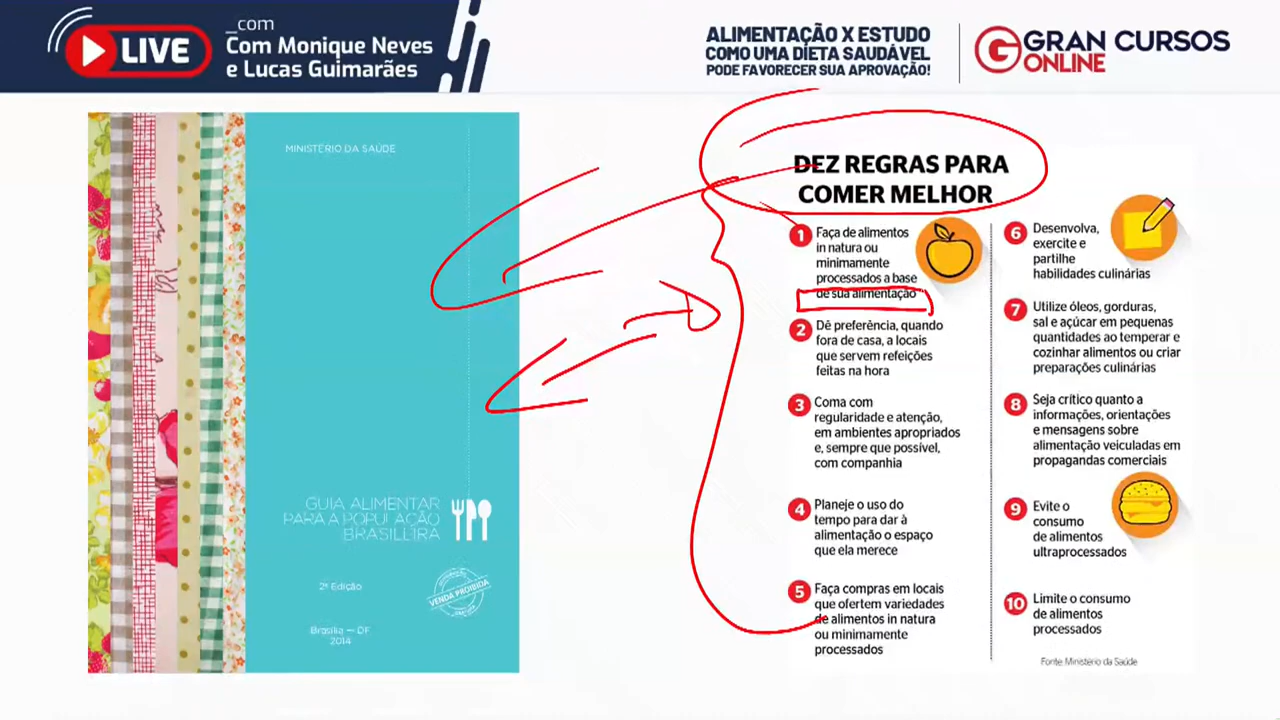 LIVE
_com
Com Monique Neves
e Lucas Guimarães
ALIMENTAÇÃO X ESTUDO
COMO UMA DIETA SAUDÁVEL
PODE FAVORECER SUA APROVAÇÃO!
GRAN CURSOS
ONLINE
MINISTÉRIO DA SAÚDE
GUIA ALIMENTAR
PARA A POPULAÇÃO
BRASILEIRA
2ª Edição
VENDA PROIBIDA
Brasília — DF
2014
DEZ REGRAS PARA
COMER MELHOR
1 Faça de alimentos
in natura ou
minimamente
processados a base
de sua alimentação
2 Dê preferência, quando
fora de casa, a locais
que servem refeições
feitas na hora
3 Coma com
regularidade e atenção,
em ambientes apropriados
e, sempre que possível,
com companhia
4 Planeje o uso do
tempo para dar à
alimentação o espaço
que ela merece
5 Faça compras em locais
que ofertem variedades
de alimentos in natura
ou minimamente
processados
6 Desenvolva,
exercite e
partilhe
habilidades culinárias
7 Utilize óleos, gorduras,
sal e açúcar em pequenas
quantidades ao temperar e
cozinhar alimentos ou criar
preparações culinárias
8 Seja crítico quanto a
informações, orientações
e mensagens sobre
alimentação veiculadas em
propagandas comerciais
9 Evite o
consumo
de alimentos
ultraprocessados
10 Limite o consumo
de alimentos
processados
Fonte: Ministério da Saúde